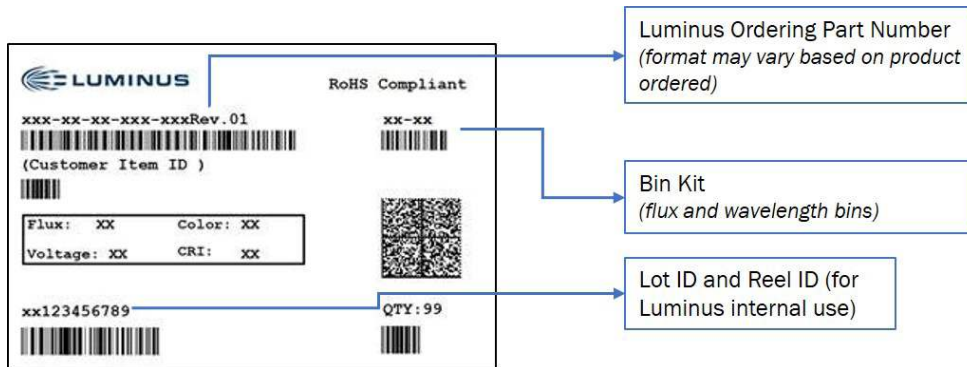 LUMINUS
RoHS Compliant
xxx-xx-xx-xxx-xxxRev.01
xx-xx
(Customer Item ID )
Flux: XX Color: XX
Voltage: XX CRI: XX
xx123456789
QTY:99
Luminus Ordering Part Number
(format may vary based on product
ordered)
Bin Kit
(flux and wavelength bins)
Lot ID and Reel ID (for
Luminus internal use)